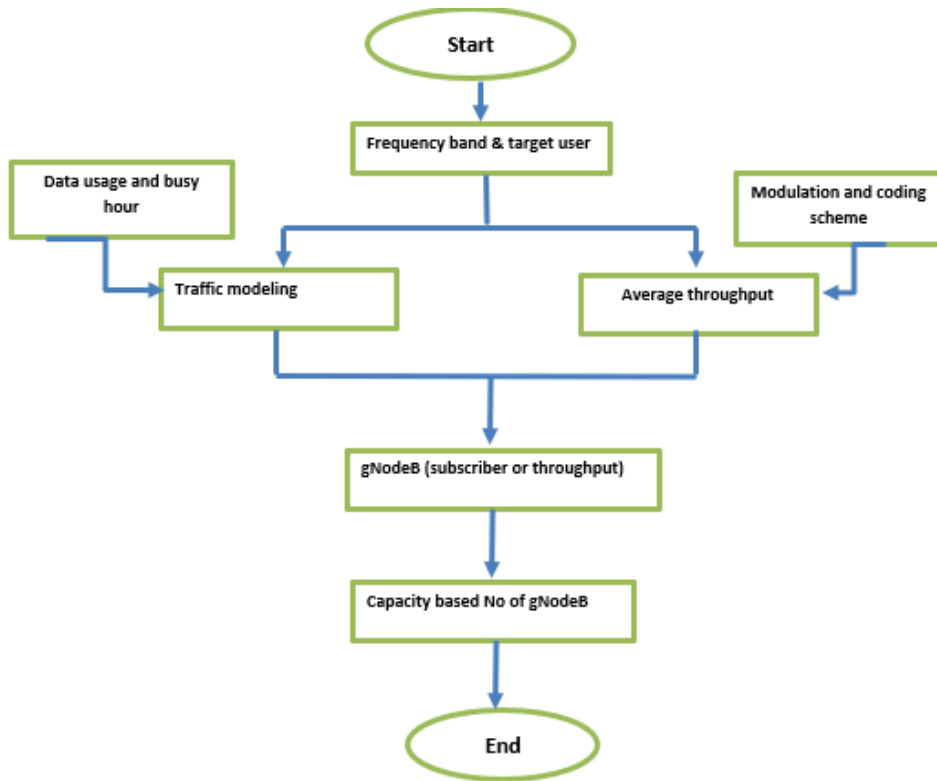 Start
Frequency band & target user
Data usage and busy
hour
Modulation and coding
scheme
Traffic modeling
Average throughput
gNodeB (subscriber or throughput)
Capacity based No of gNodeB
End